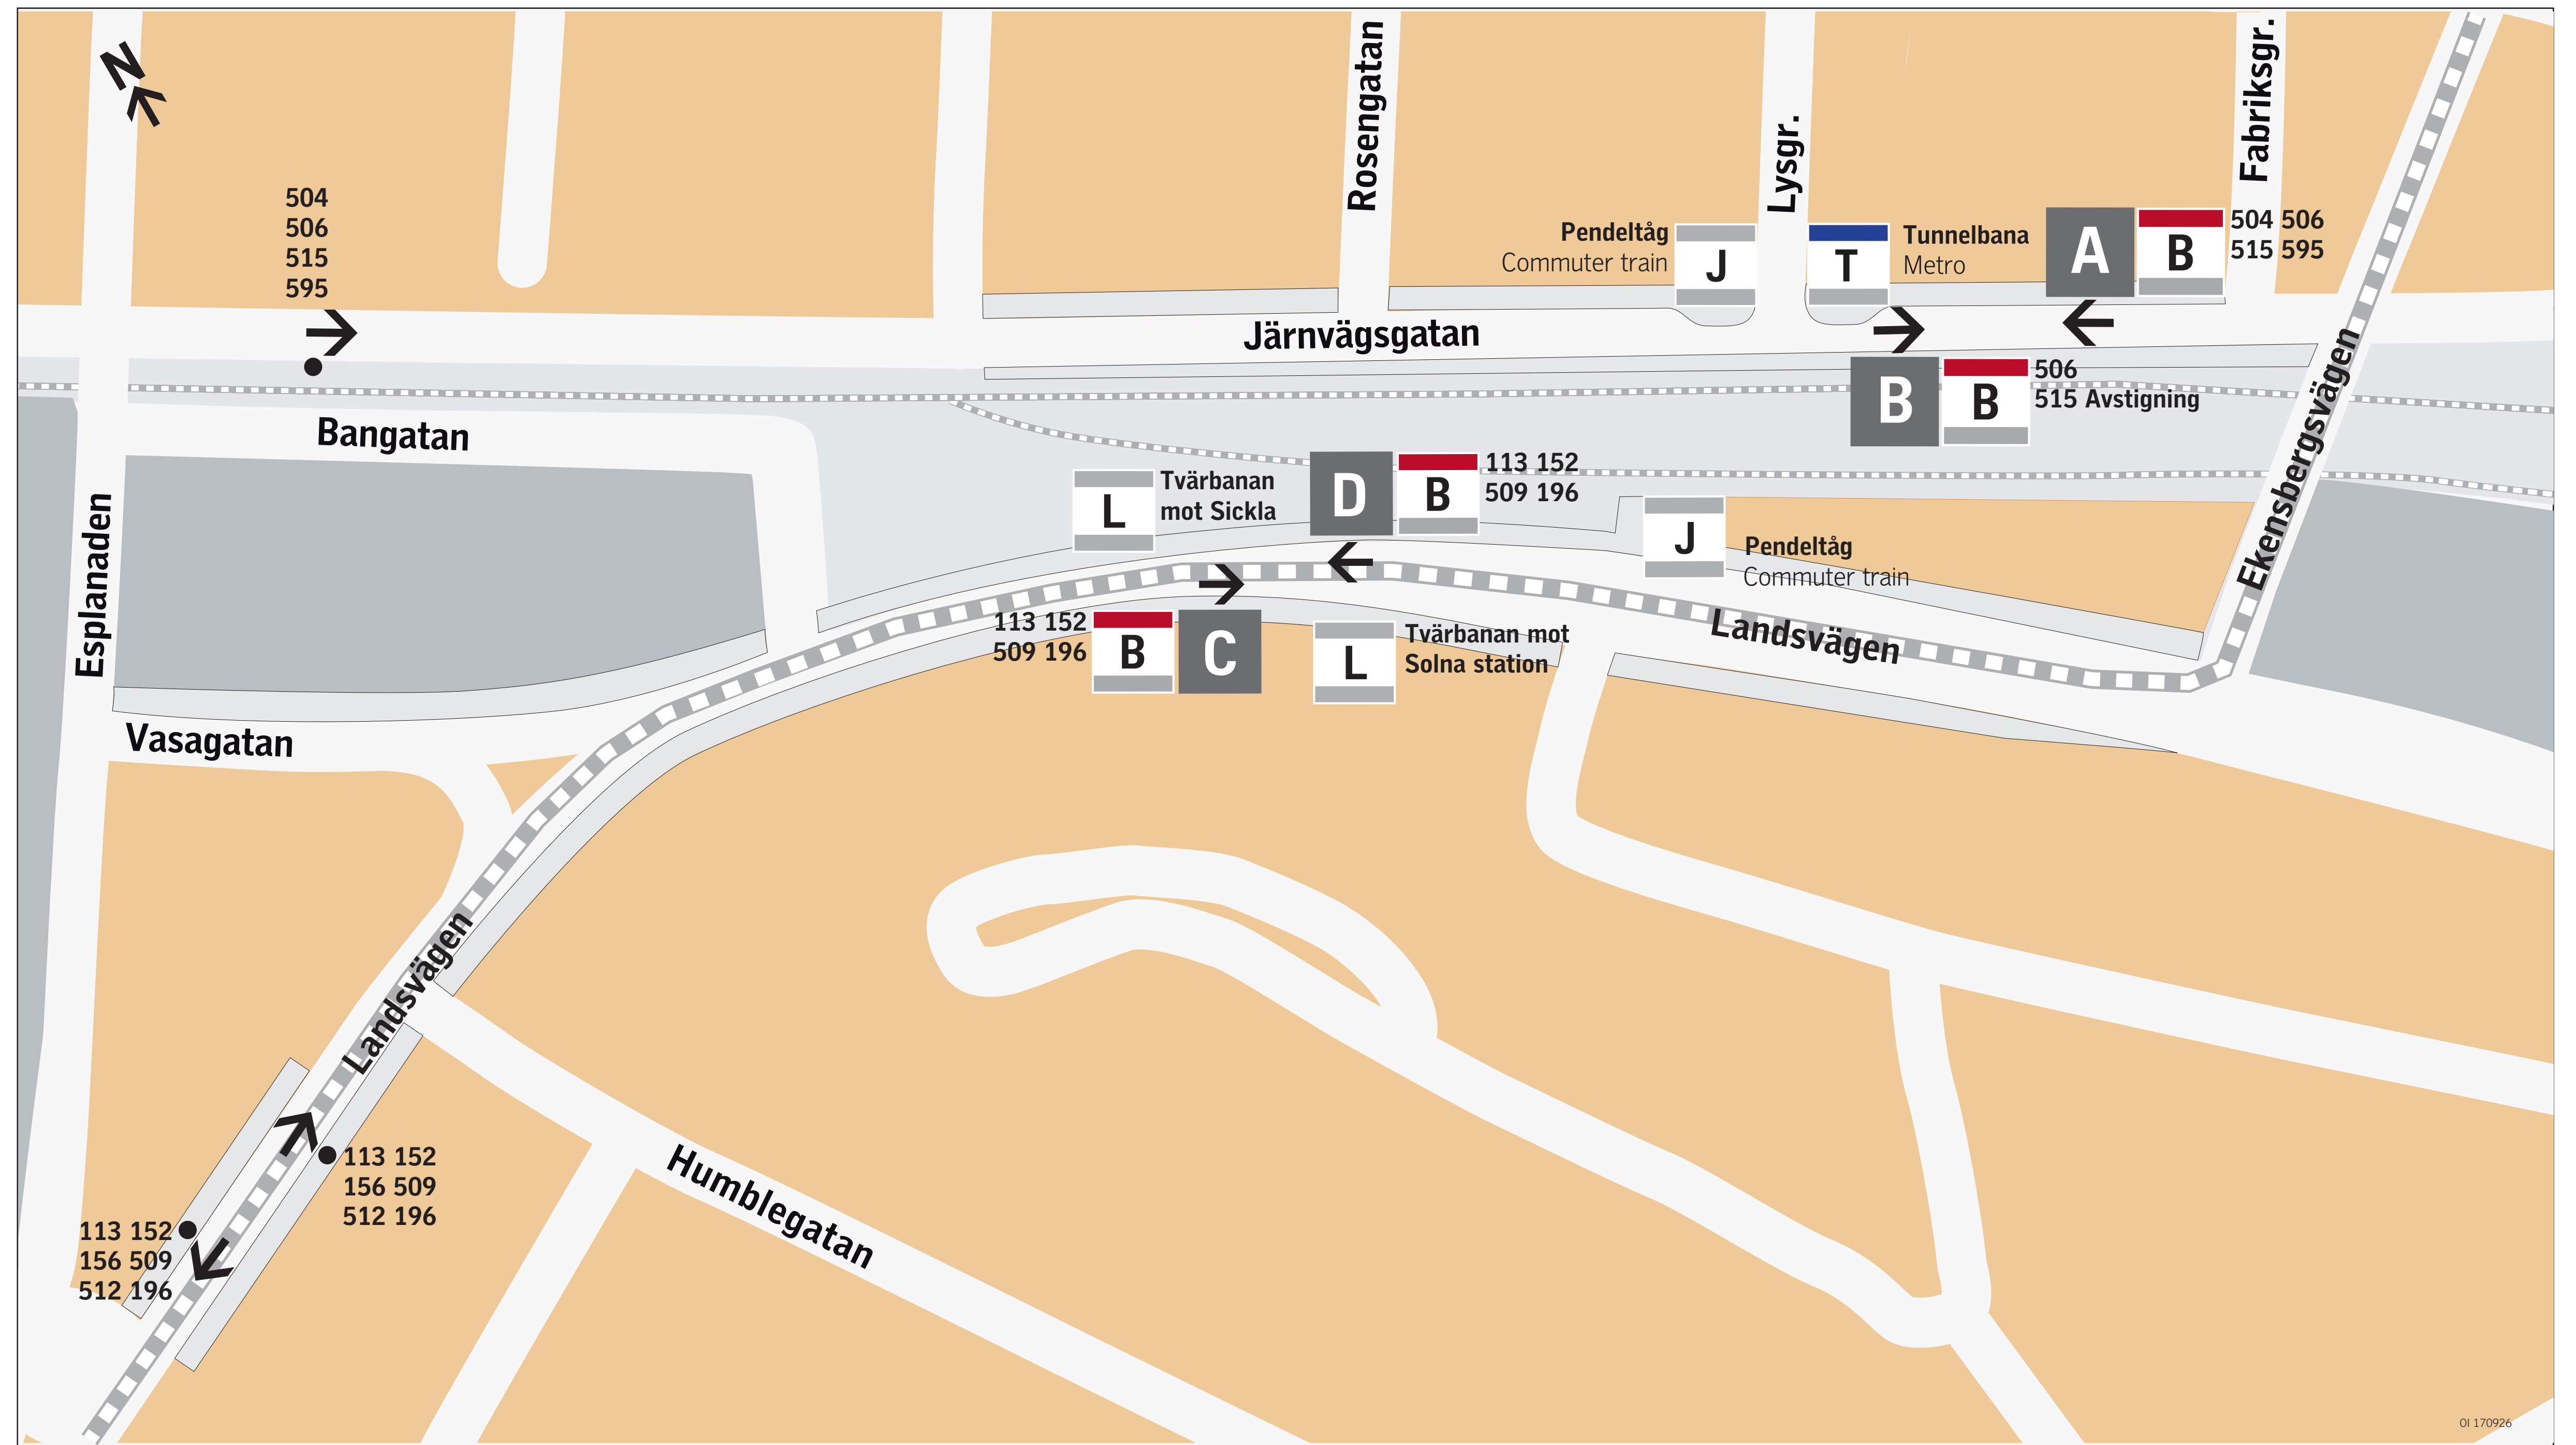 N
504
506
515
595
Rosengatan
Lysgr.
Fabriksgr.
Pendeltåg
Commuter train
J
T
Tunnelbana
Metro
A
B
504 506
515 595
Järnvägsgatan
B
B
506
515 Avstigning
Ekensbergsvägen
Bangatan
Esplanaden
L
Tvärbanan
mot Sickla
D
B
113 152
509 196
J
Pendeltåg
Commuter train
113 152
509 196
B
C
L
Tvärbanan mot
Solna station
Landsvägen
Vasagatan
Landsvägen
113 152
156 509
512 196
113 152
156 509
512 196
Humblegatan
OI 170926